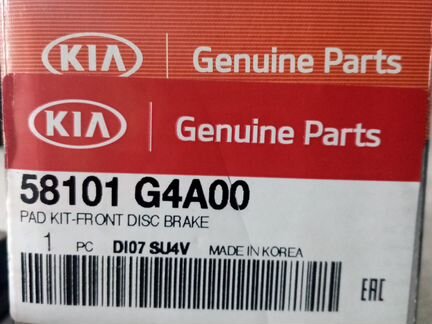 KIA Genuine Parts
KIA Genuine Parts
58101 G4A00
PAD KIT-FRONT DISC BRAKE
1 PC DI07 SU4V MADE IN KOREA
EAC